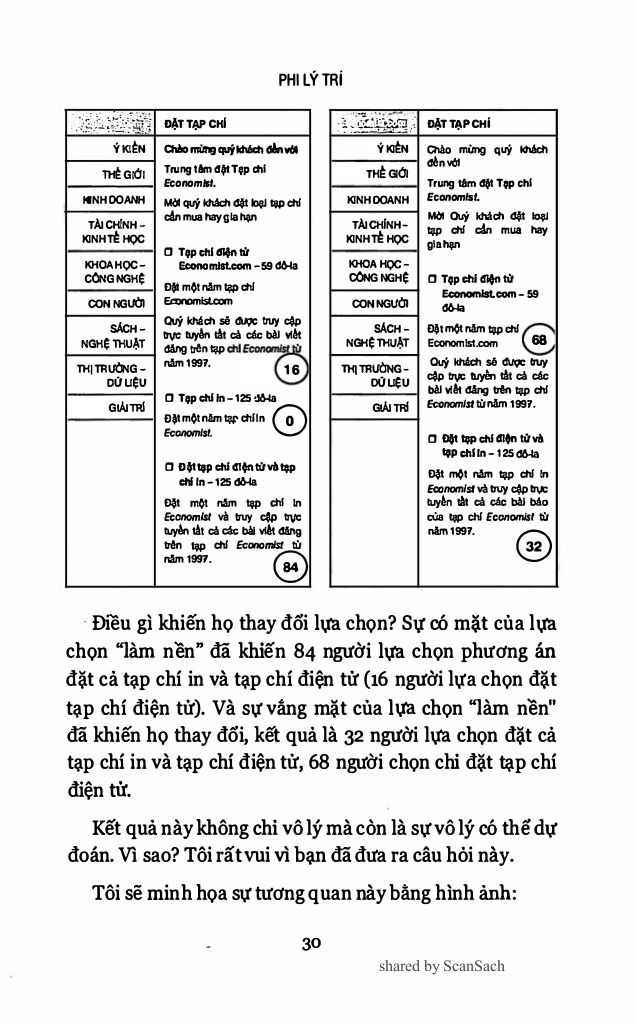 PHI LÝ TRÍ
ĐẶT TẠP CHÍ
Ý KIẾN
THẾ GIỚI
KINH DOANH
TÀI CHÍNH –
KINH TẾ HỌC
KHOA HỌC –
CÔNG NGHỆ
CON NGƯỜI
SÁCH –
NGHỆ THUẬT
THỊ TRƯỜNG –
DỮ LIỆU
GIẢI TRÍ
Chào mừng quý khách đến với
Trung tâm đặt Tạp chí
Economist.
Mời quý khách đặt loại tạp chí
cần mua hay gia hạn
Tạp chí điện tử
Economist.com – 59 đô-la
Đặt một năm tạp chí
Economist.com
Quý khách sẽ được truy cập
trực tuyến tất cả các bài viết
đăng trên tạp chí Economist từ
năm 1997.
16
Tạp chí in – 125 đô-la
Đặt một năm tạp chí in
Economist.
0
Đặt tạp chí điện tử và tạp
chí in – 125 đô-la
Đặt một năm tạp chí in
Economist và truy cập trực
tuyến tất cả các bài viết đăng
trên tạp chí Economist từ
năm 1997.
84
ĐẶT TẠP CHÍ
Ý KIẾN
THẾ GIỚI
KINH DOANH
TÀI CHÍNH –
KINH TẾ HỌC
KHOA HỌC –
CÔNG NGHỆ
CON NGƯỜI
SÁCH –
NGHỆ THUẬT
THỊ TRƯỜNG –
DỮ LIỆU
GIẢI TRÍ
Chào mừng quý khách
đến với
Trung tâm đặt Tạp chí
Economist.
Mời Quý khách đặt loại
tạp chí cần mua hay
gia hạn
Tạp chí điện tử
Economist.com – 59
đô-la
Đặt một năm tạp chí
Economist.com
68
Quý khách sẽ được truy
cập trực tuyến tất cả các
bài viết đăng trên tạp chí
Economist từ năm 1997.
Đặt tạp chí điện tử và
tạp chí in – 125 đô-la
Đặt một năm tạp chí in
Economist và truy cập trực
tuyến tất cả các bài báo
của tạp chí Economist từ
năm 1997.
32
Điều gì khiến họ thay đổi lựa chọn? Sự có mặt của lựa
chọn “làm nền” đã khiến 84 người lựa chọn phương án
đặt cả tạp chí in và tạp chí điện tử (16 người lựa chọn đặt
tạp chí điện tử). Và sự vắng mặt của lựa chọn “làm nền"
đã khiến họ thay đổi, kết quả là 32 người lựa chọn đặt cả
tạp chí in và tạp chí điện tử, 68 người chọn chỉ đặt tạp chí
điện tử.
Kết quả này không chỉ vô lý mà còn là sự vô lý có thể dự
đoán. Vì sao? Tôi rất vui vì bạn đã đưa ra câu hỏi này.
Tôi sẽ minh họa sự tương quan này bằng hình ảnh:
30
shared by ScanSach